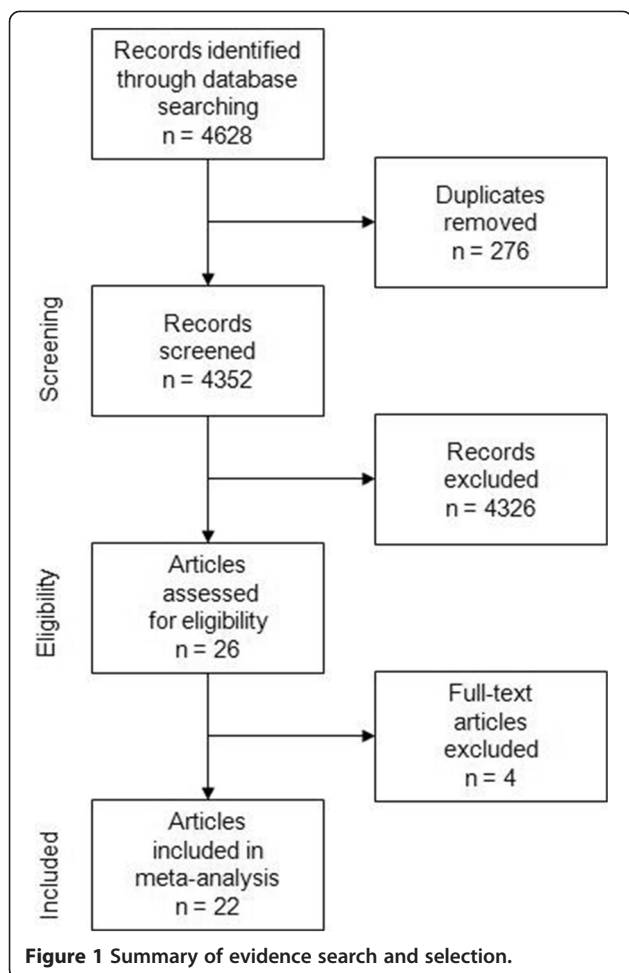 Records identified
through database
searching
n = 4628
Duplicates
removed
n = 276
Screening
Records
screened
n = 4352
Records
excluded
n = 4326
Eligibility
Articles
assessed
for eligibility
n = 26
Full-text
articles
excluded
n = 4
Included
Articles
included in
meta-analysis
n = 22
Figure 1 Summary of evidence search and selection.